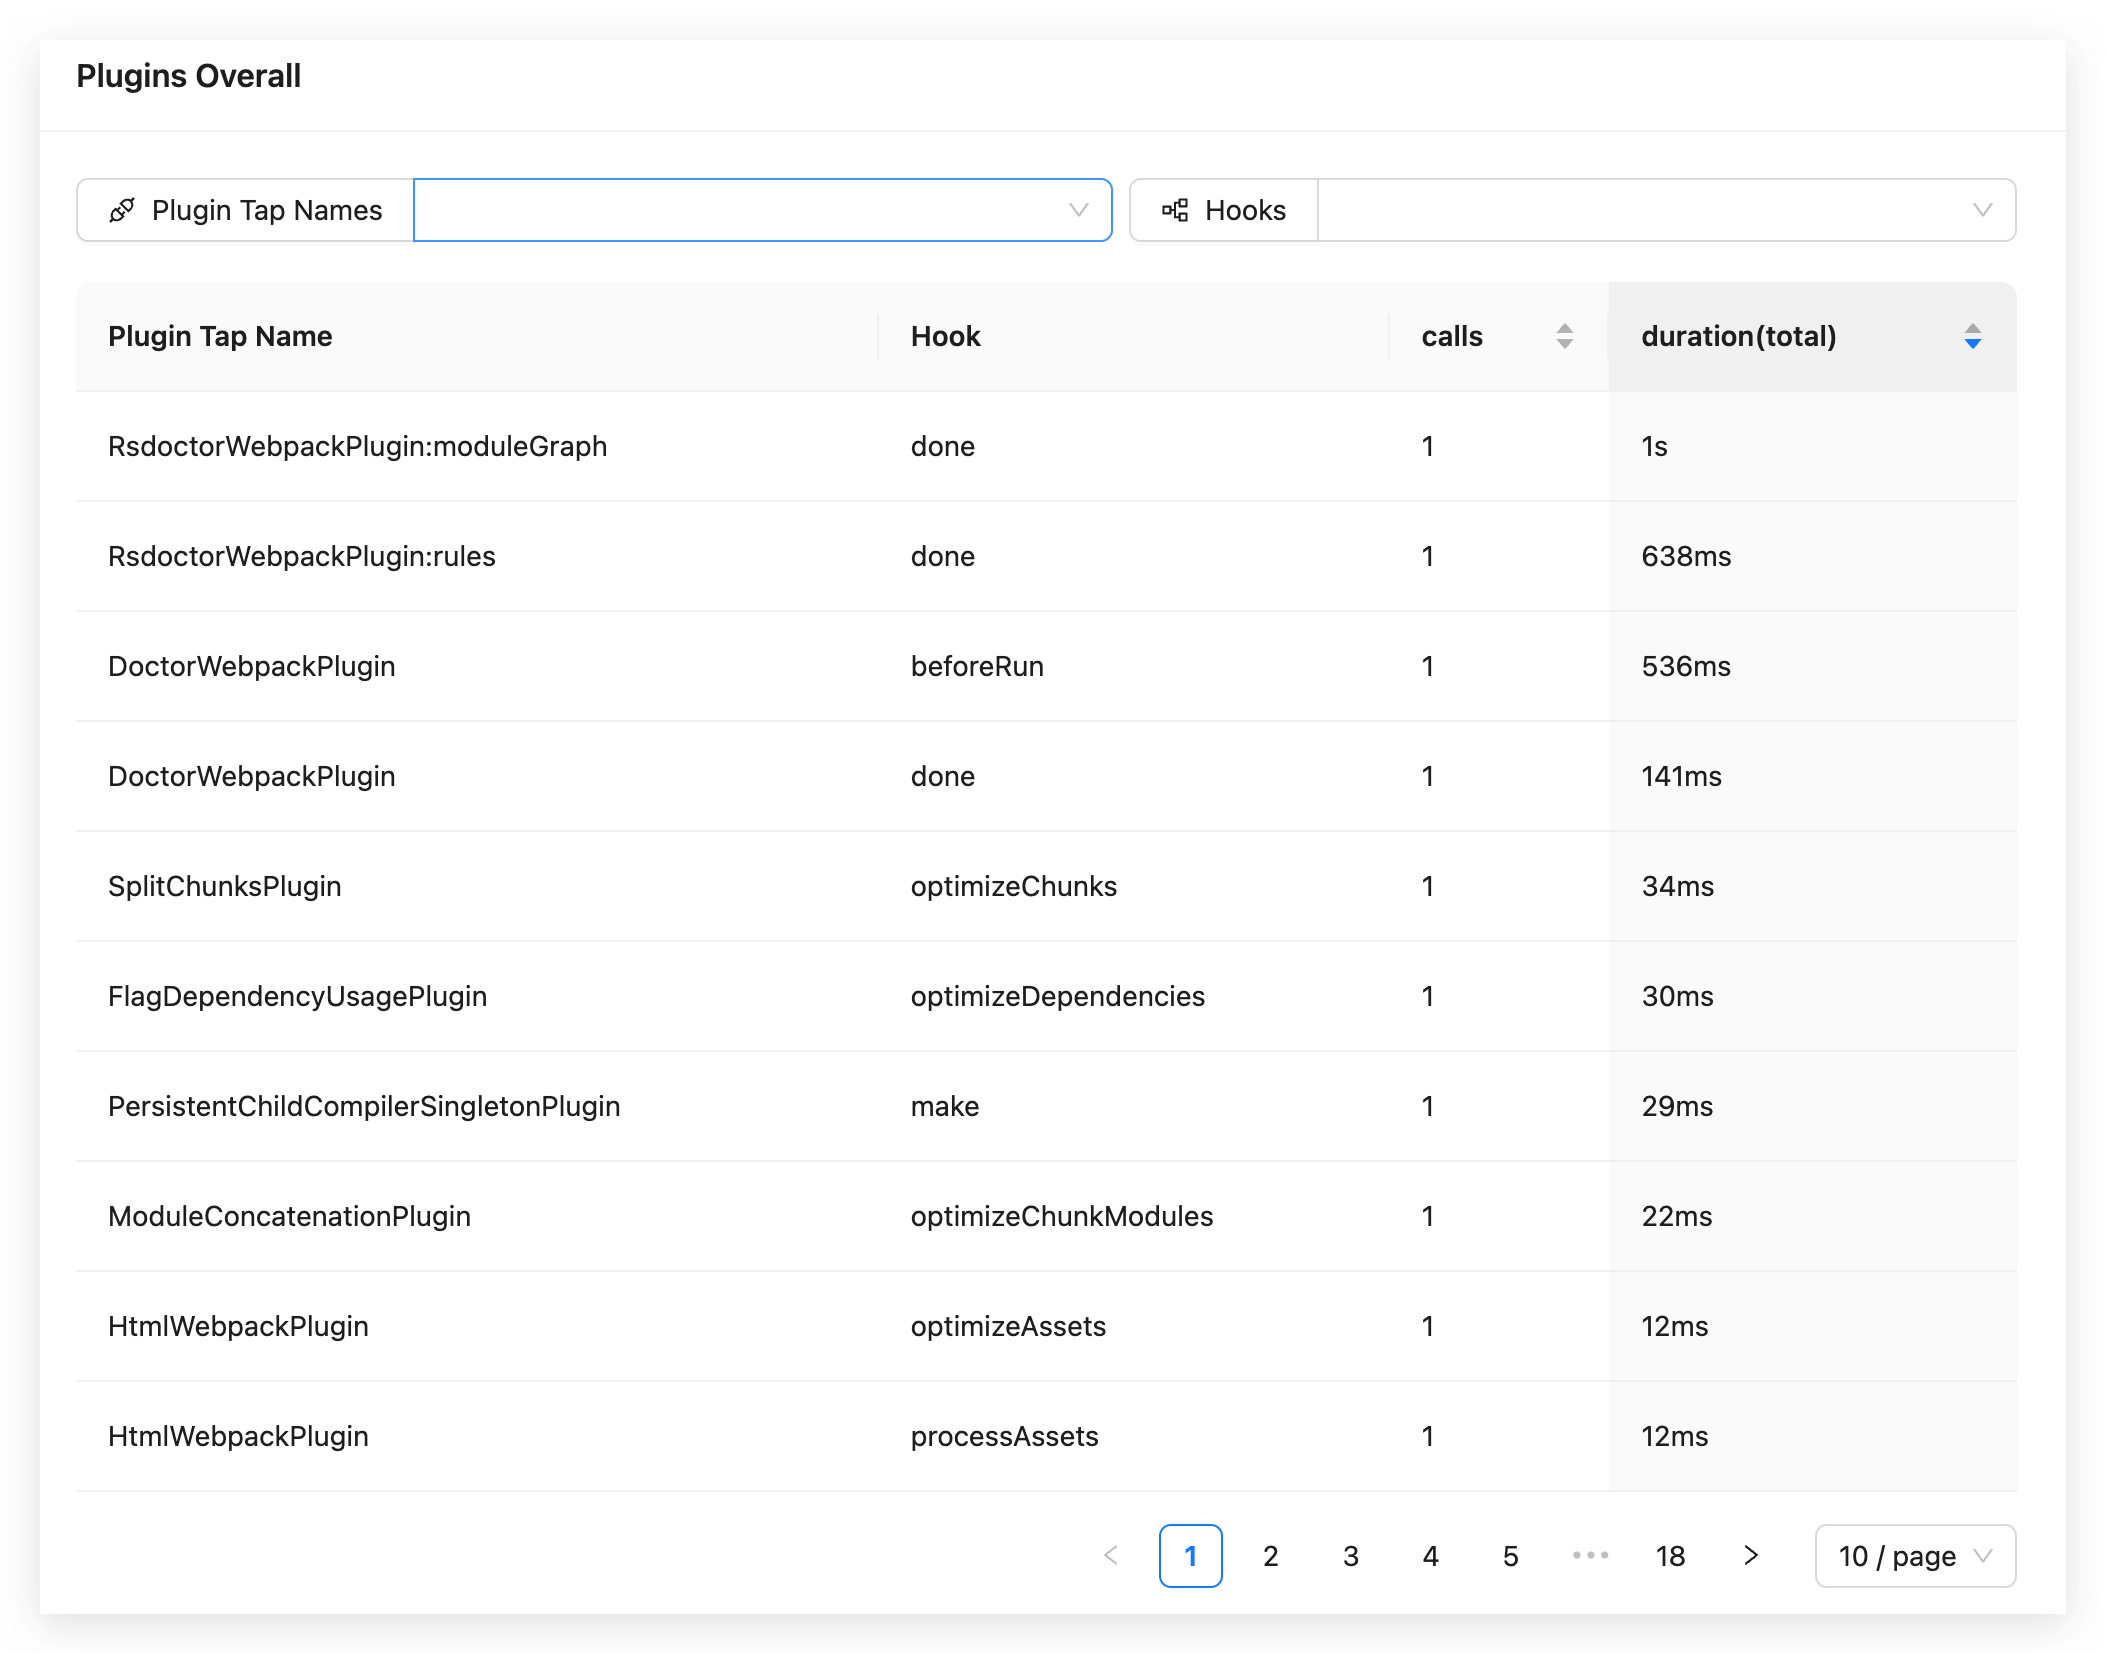 Plugins Overall
Plugin Tap Names Hooks
Plugin Tap Name Hook calls duration(total)
RsdoctorWebpackPlugin:moduleGraph done 1 1s
RsdoctorWebpackPlugin:rules done 1 638ms
DoctorWebpackPlugin beforeRun 1 536ms
DoctorWebpackPlugin done 1 141ms
SplitChunksPlugin optimizeChunks 1 34ms
FlagDependencyUsagePlugin optimizeDependencies 1 30ms
PersistentChildCompilerSingletonPlugin make 1 29ms
ModuleConcatenationPlugin optimizeChunkModules 1 22ms
HtmlWebpackPlugin optimizeAssets 1 12ms
HtmlWebpackPlugin processAssets 1 12ms
1 2 3 4 5 ••• 18 10 / page